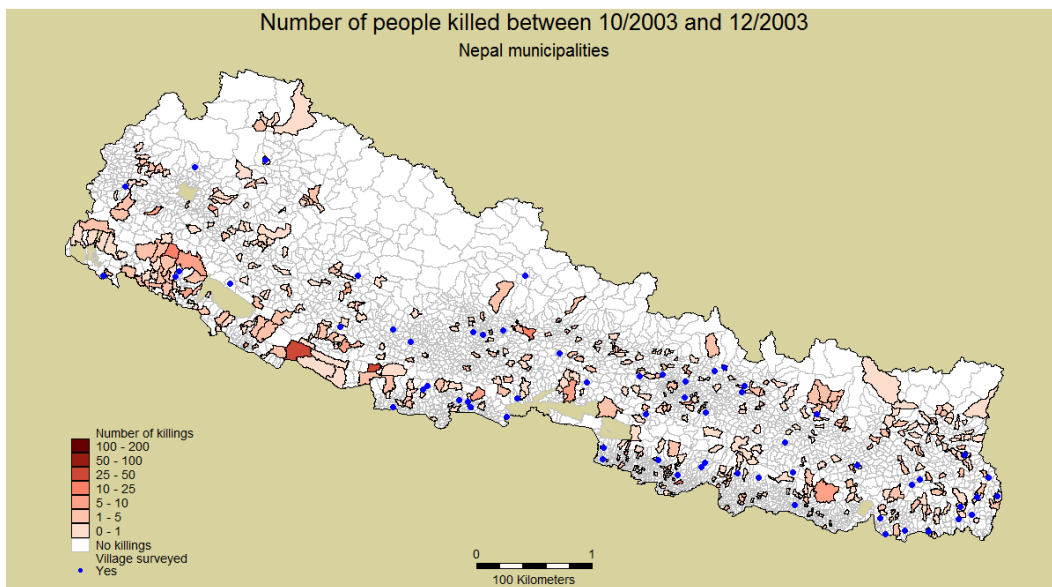 Number of people killed between 10/2003 and 12/2003
Nepal municipalities
Number of killings
100 - 200
50 - 100
25 - 50
10 - 25
5 - 10
1 - 5
0 - 1
No killings
Village surveyed
Yes
0 1
100 Kilometers